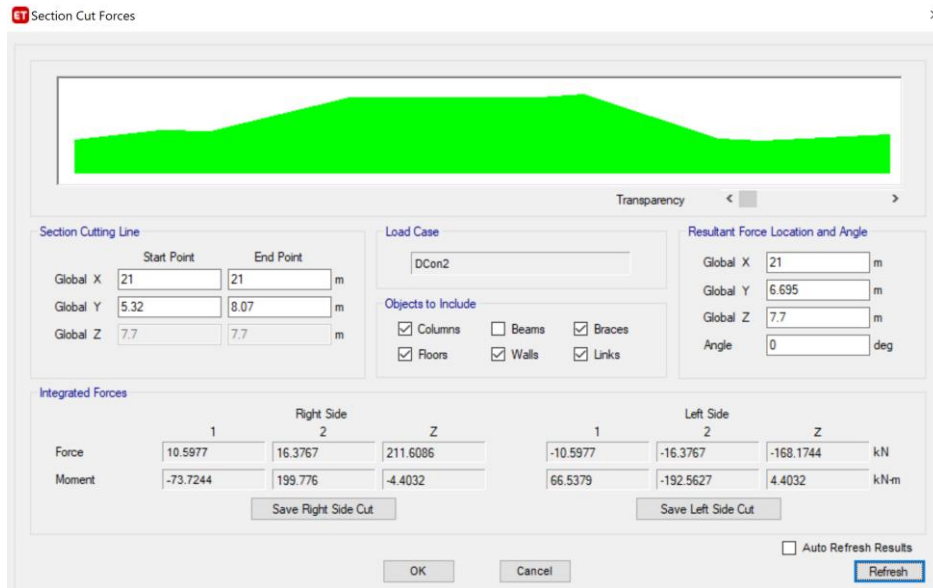 ET Section Cut Forces
Transparency < >
Section Cutting Line
Start Point End Point
Global X 21 21 m
Global Y 5.32 8.07 m
Global Z 7.7 7.7 m
Load Case
DCon2
Objects to Include
Columns Beams Braces
Floors Walls Links
Resultant Force Location and Angle
Global X 21 m
Global Y 6.695 m
Global Z 7.7 m
Angle 0 deg
Integrated Forces
Right Side Left Side
1 2 Z 1 2 Z
Force 10.5977 16.3767 211.6086 -10.5977 -16.3767 -168.1744 kN
Moment -73.7244 199.776 -4.4032 66.5379 -192.5627 4.4032 kN-m
Save Right Side Cut Save Left Side Cut
Auto Refresh Results
OK Cancel Refresh